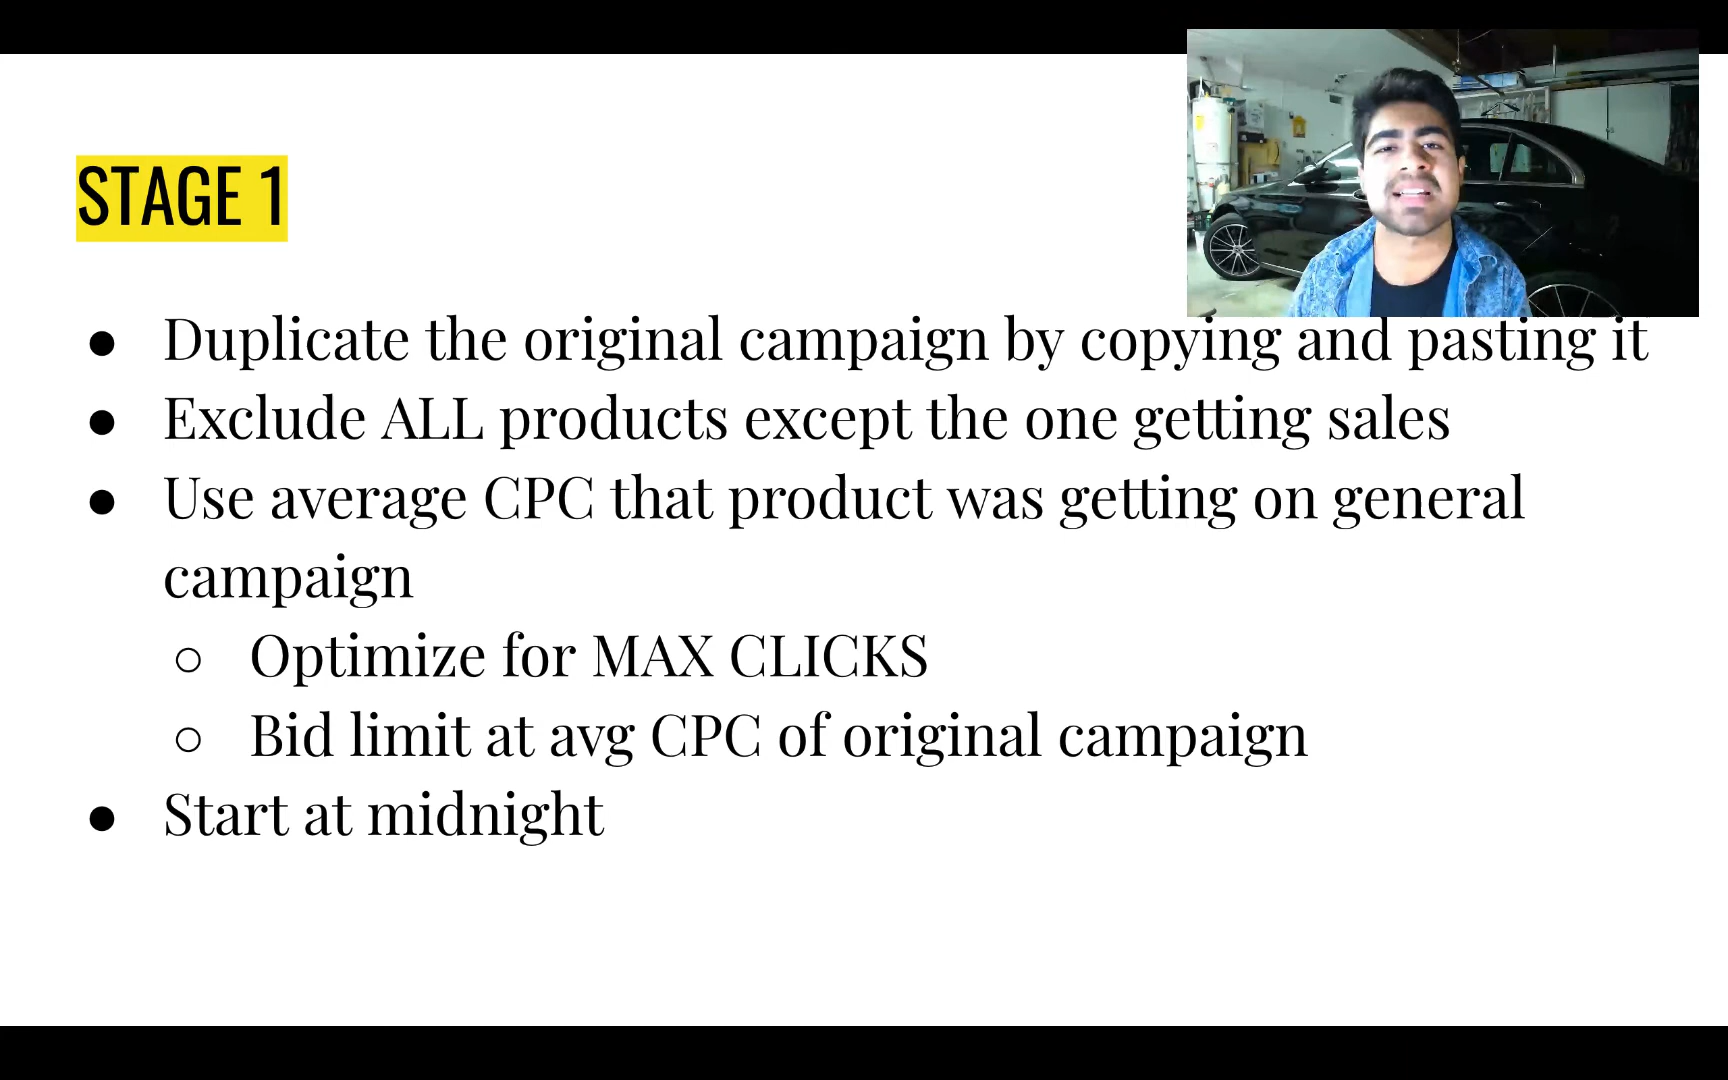 STAGE 1
● Duplicate the original campaign by copying and pasting it
● Exclude ALL products except the one getting sales
● Use average CPC that product was getting on general
campaign
○ Optimize for MAX CLICKS
○ Bid limit at avg CPC of original campaign
● Start at midnight